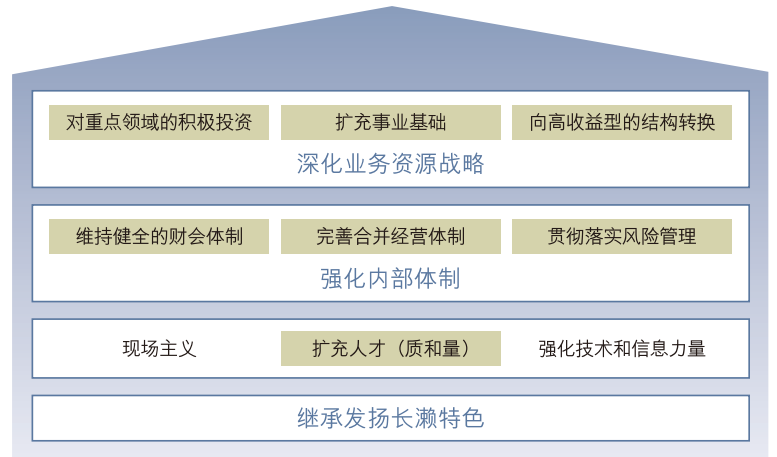 对重点领域的积极投资
扩充事业基础
向高收益型的结构转换
深化业务资源战略
维持健全的财会体制
完善合并经营体制
贯彻落实风险管理
强化内部体制
现场主义
扩充人才（质和量）
强化技术和信息力量
继承发扬长濑特色